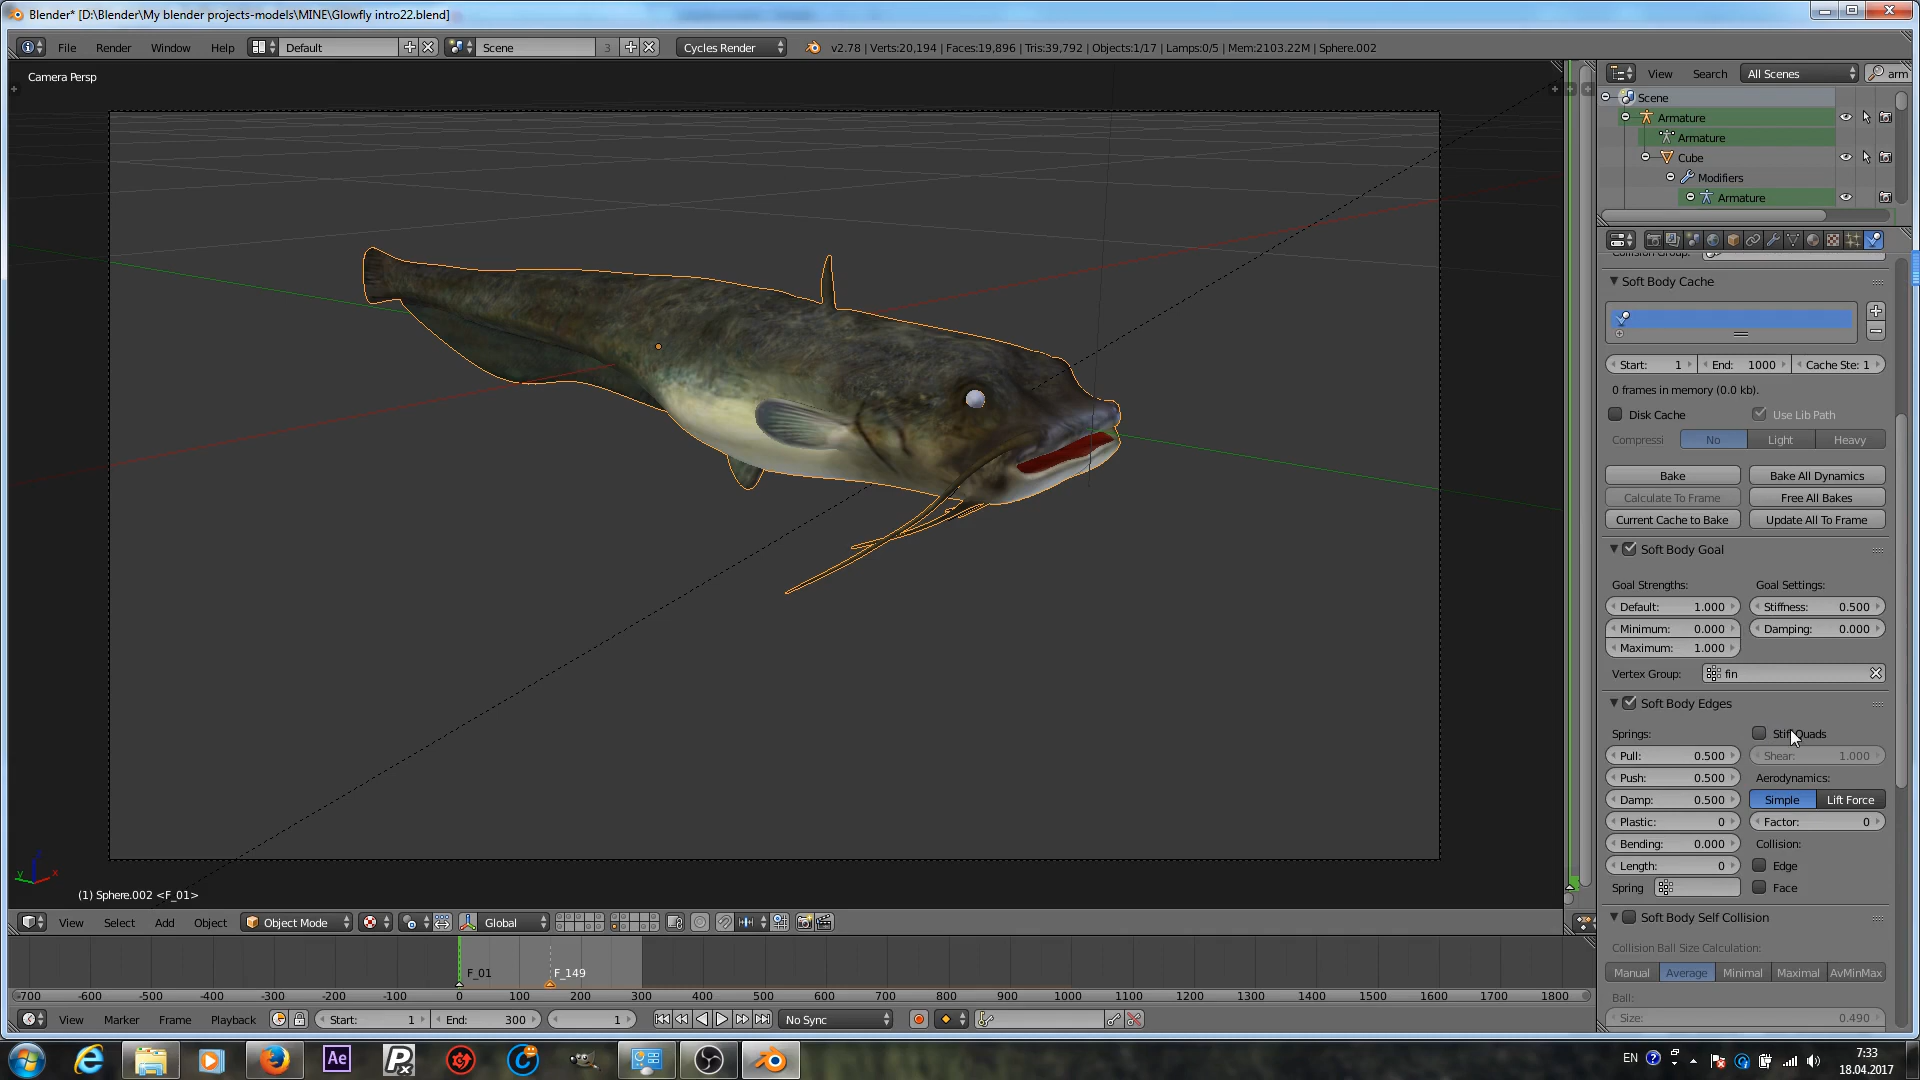 Blender* [D:\Blender\My blender projects-models\MINE\Glowfly intro22.blend]
File Render Window Help Default Scene 3 Cycles Render v2.78 | Verts:20,194 | Faces:19,896 | Tris:39,792 | Objects:1/17 | Lamps:0/5 | Mem:2103.22M | Sphere.002
Camera Persp
View Search All Scenes arm
Scene
Armature
Armature
Cube
Modifiers
Armature
Collision Group:
Soft Body Cache
Start: 1 End: 1000 Cache Ste: 1
0 frames in memory (0.0 kb).
Disk Cache Use Lib Path
Compressi No Light Heavy
Bake Bake All Dynamics
Calculate To Frame Free All Bakes
Current Cache to Bake Update All To Frame
Soft Body Goal
Goal Strengths: Goal Settings:
Default: 1.000 Stiffness: 0.500
Minimum: 0.000 Damping: 0.000
Maximum: 1.000
Vertex Group: fin
Soft Body Edges
Springs: Stiff Quads
Pull: 0.500 Shear: 1.000
Push: 0.500 Aerodynamics:
Damp: 0.500 Simple Lift Force
Plastic: 0 Factor: 0
Bending: 0.000 Collision:
Length: 0 Edge
Spring Face
Soft Body Self Collision
Collision Ball Size Calculation:
Manual Average Minimal Maximal AvMinMax
Ball:
Size: 0.490
z
y x
(1) Sphere.002 <F_01>
View Select Add Object Object Mode Global
F_01 F_149
-700 -600 -500 -400 -300 -200 -100 0 100 200 300 400 500 600 700 800 900 1000 1100 1200 1300 1400 1500 1600 1700 1800
View Marker Frame Playback Start: 1 End: 300 1 No Sync
Ae Px EN 7:33
18.04.2017